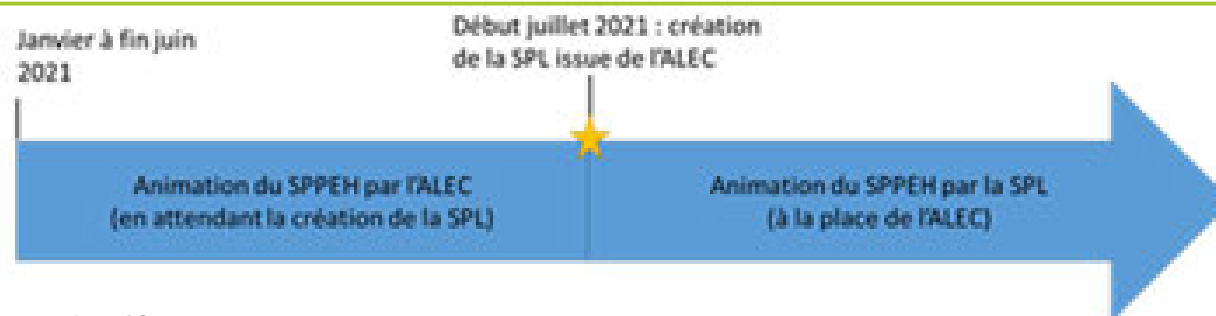 Janvier à fin juin
2021
Début juillet 2021 : création
de la SPL issue de l'ALEC
Animation du SPPEH par l'ALEC
(en attendant la création de la SPL)
Animation du SPPEH par la SPL
(à la place de l'ALEC)